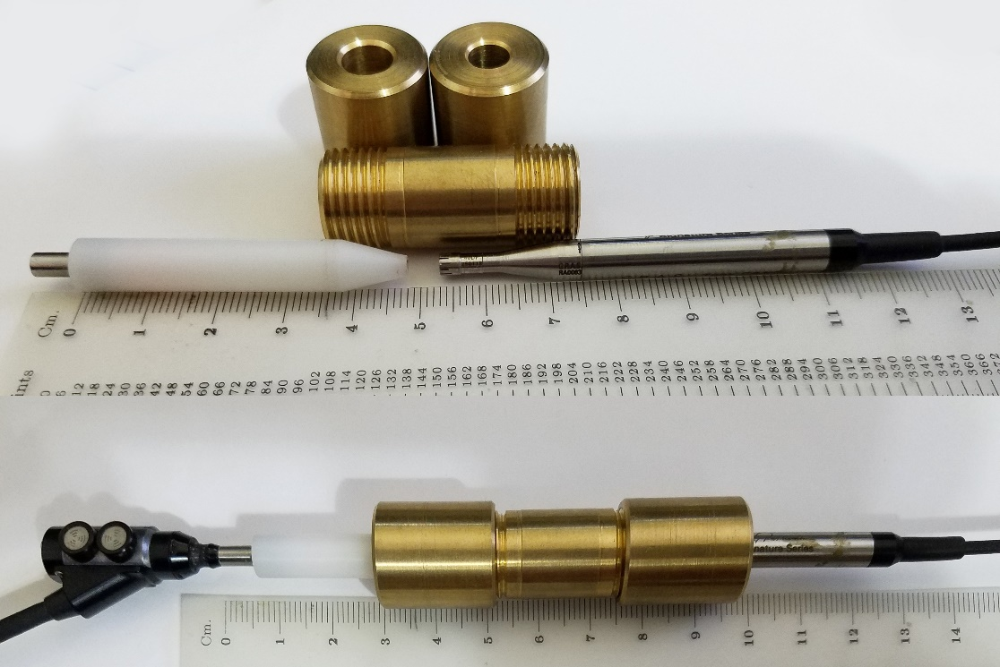 GRAS
RA0083
Cm. 0 1 2 3 4 5 6 7 8 9 10 11 12 13
12 18 24 30 36 42 48 54 60 66 72 78 84 90 96 102 108 114 120 126 132 138 144 150 156 162 168 174 180 186 192 198 204 210 216 222 228 234 240 246 252 258 264 270 276 282 288 294 300 306 312 318 324 330 336 342 348 354 360 366
nature Series
Cm. 0 1 2 3 4 5 6 7 8 9 10 11 12 13 14